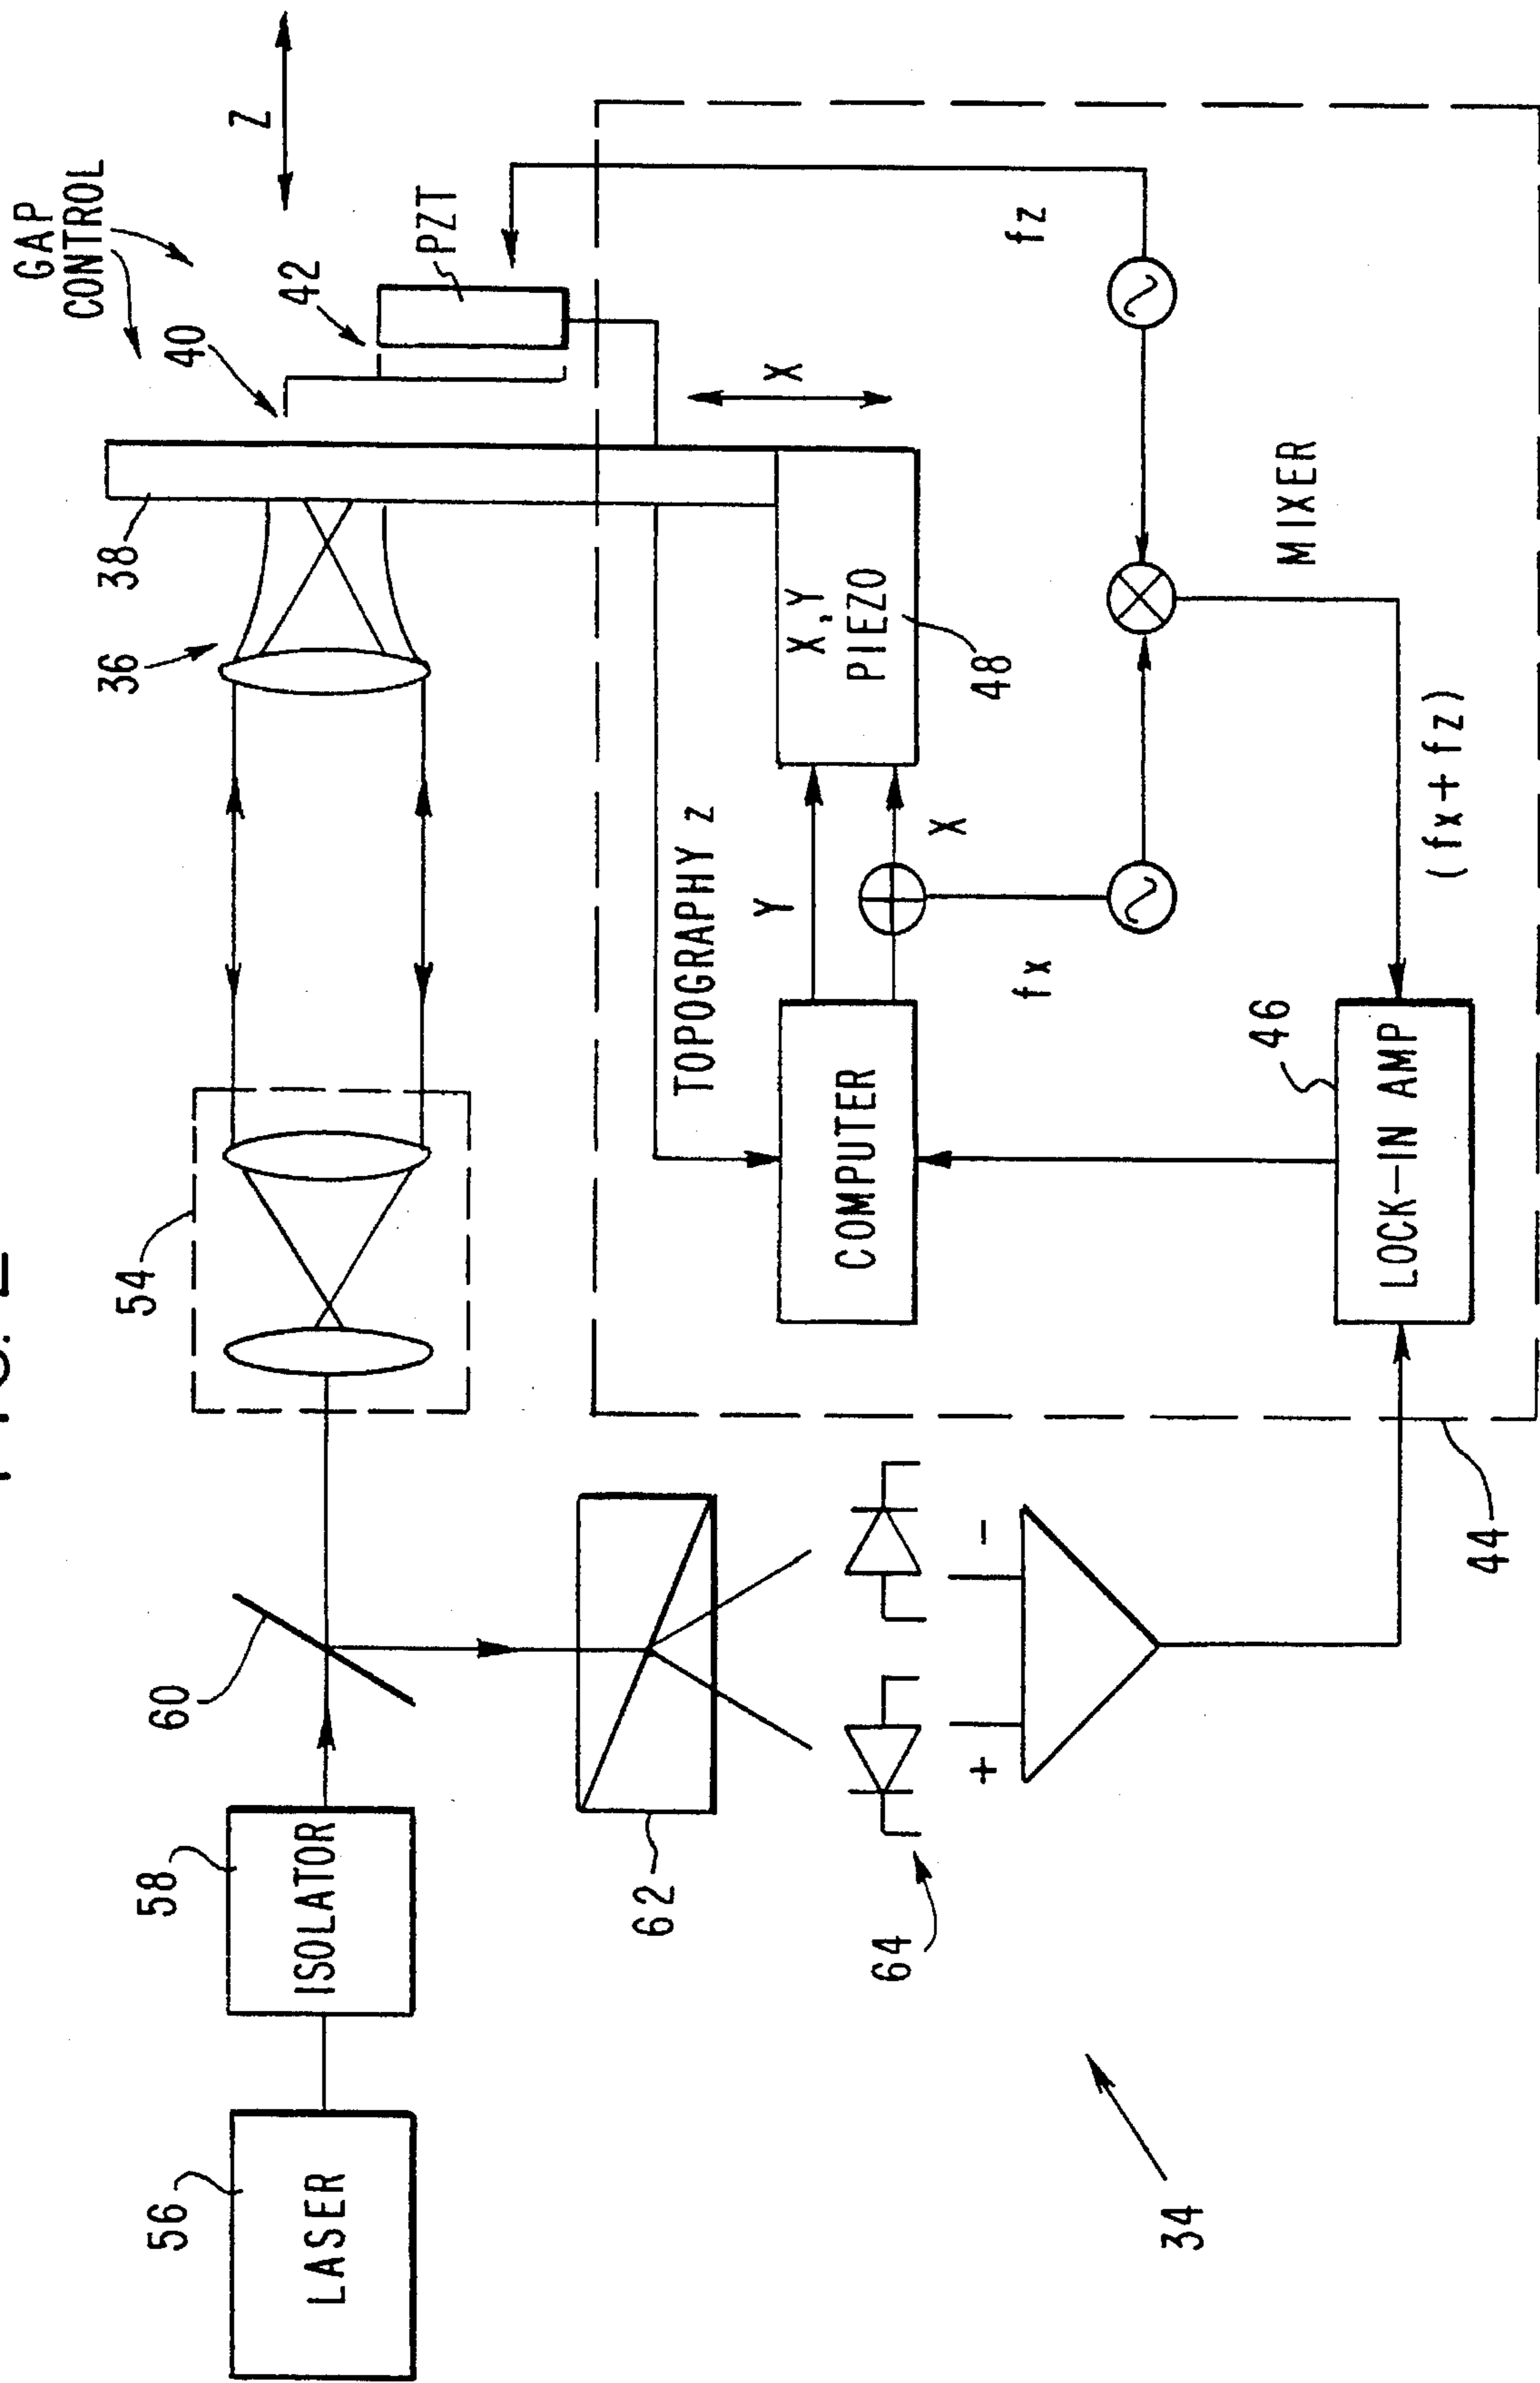 GAP
CONTROL
Z
40
42
PZT
38
36
54
60
58
ISOLATOR
56
LASER
X
X,Y
PIEZO
48
TOPOGRAPHY z
Y
X
fx
fz
MIXER
(fx+fz)
COMPUTER
46
LOCK-IN AMP
44
62
64
+
-
34